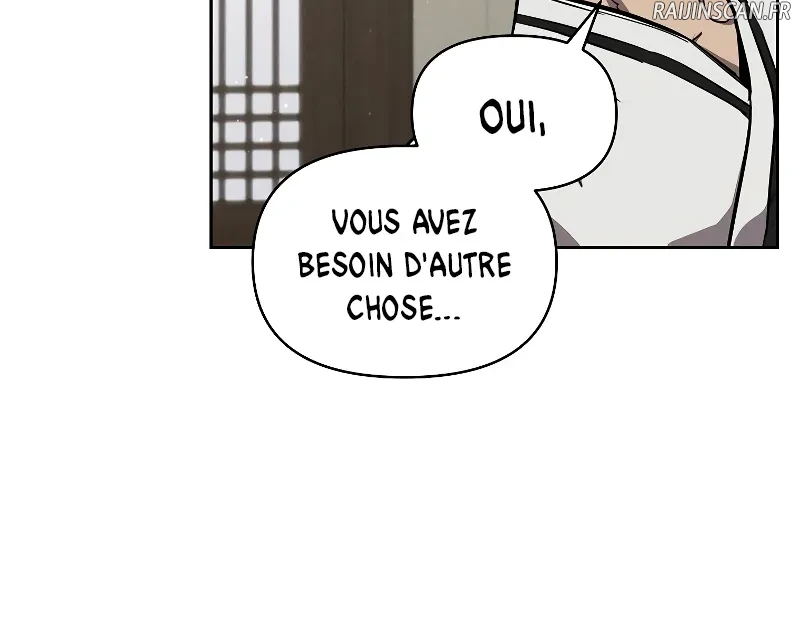 RAIJINSCAN.FR
OUI,
VOUS AVEZ
BESOIN D'AUTRE
CHOSE...